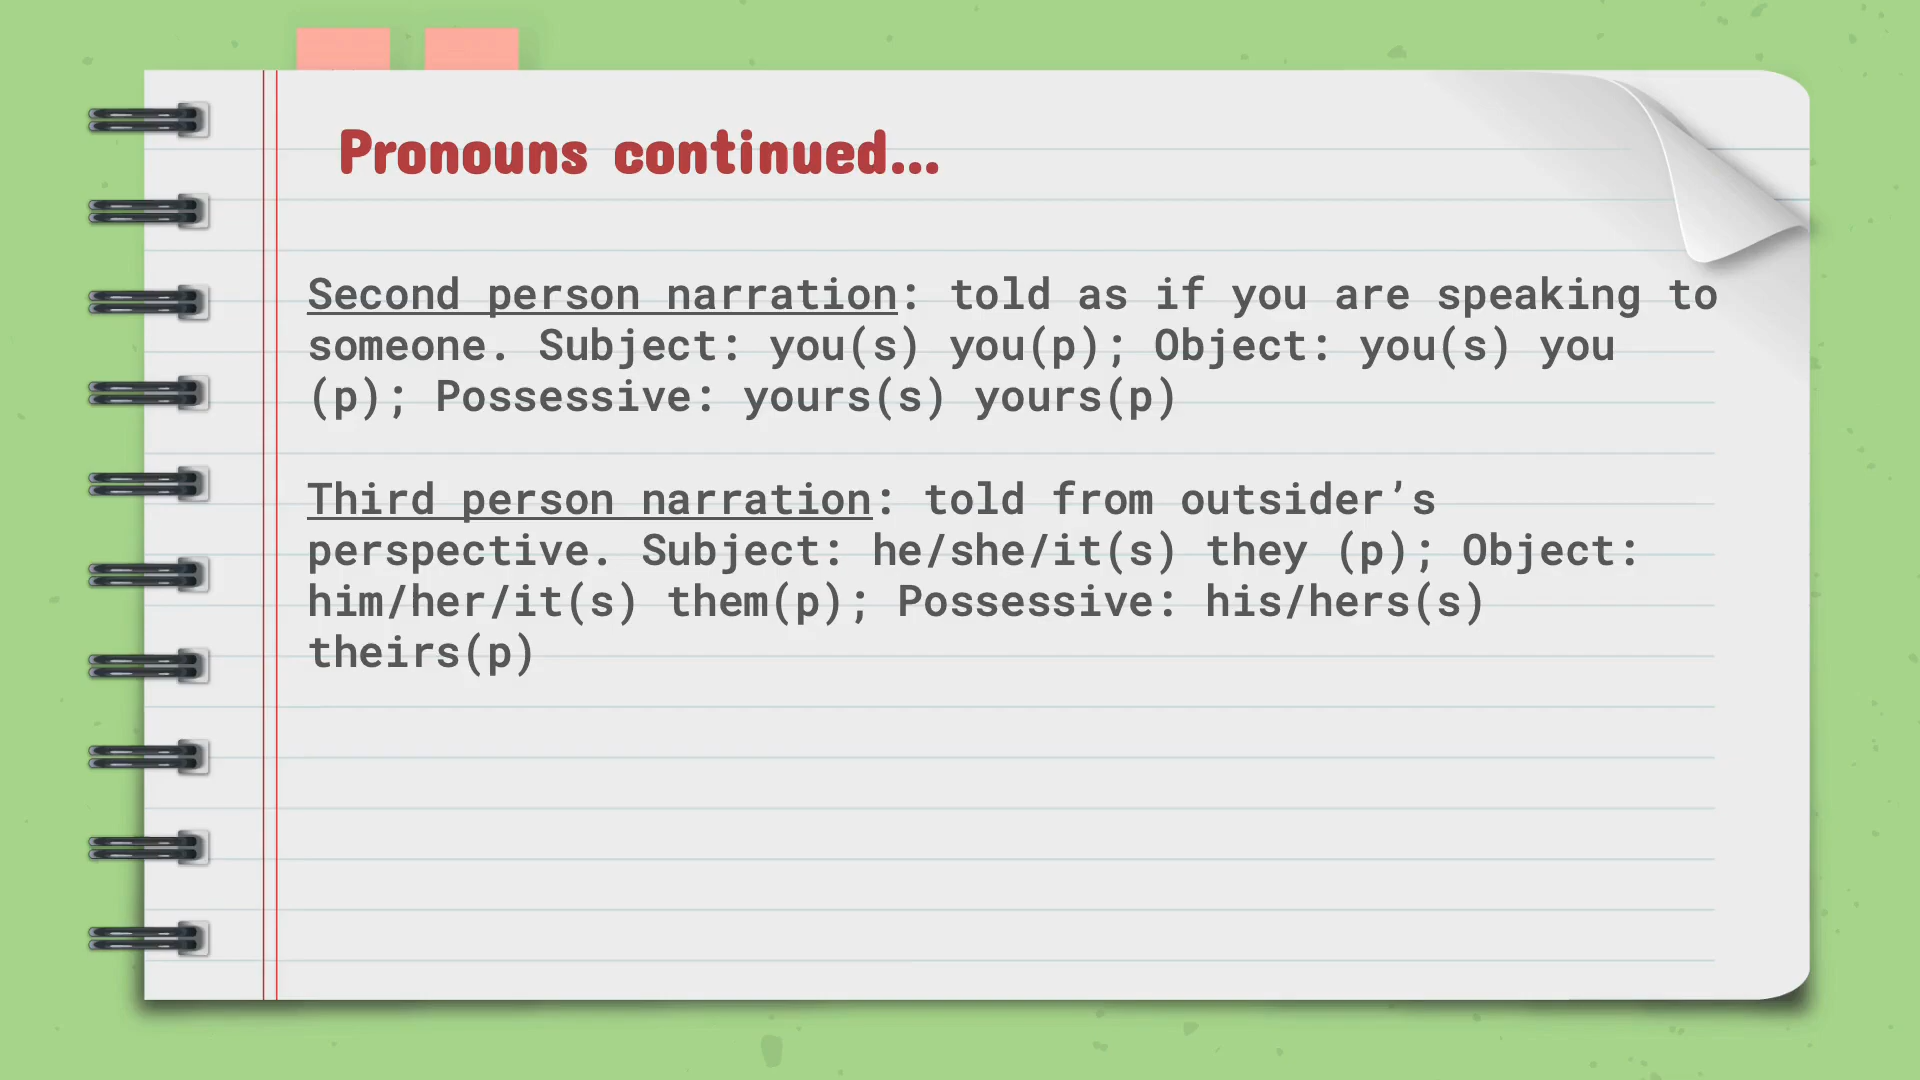 Pronouns continued...
Second person narration: told as if you are speaking to
someone. Subject: you(s) you(p); Object: you(s) you
(p); Possessive: yours(s) yours(p)
Third person narration: told from outsider’s
perspective. Subject: he/she/it(s) they (p); Object:
him/her/it(s) them(p); Possessive: his/hers(s)
theirs(p)